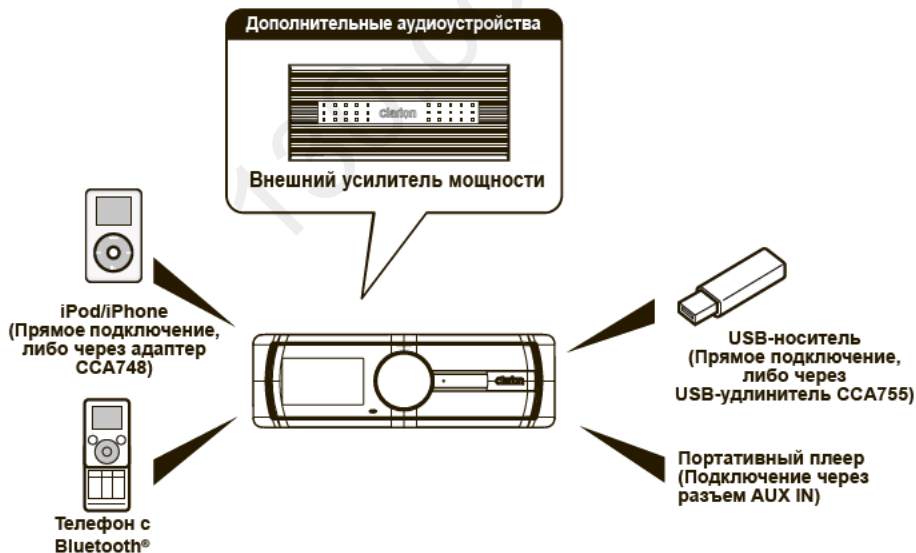 Дополнительные аудиоустройства
clarion
Внешний усилитель мощности
iPod/iPhone
(Прямое подключение,
либо через адаптер
CCA748)
USB-носитель
(Прямое подключение,
либо через
USB-удлинитель CCA755)
clarion
Телефон с
Bluetooth®
Портативный плеер
(Подключение через
разъем AUX IN)